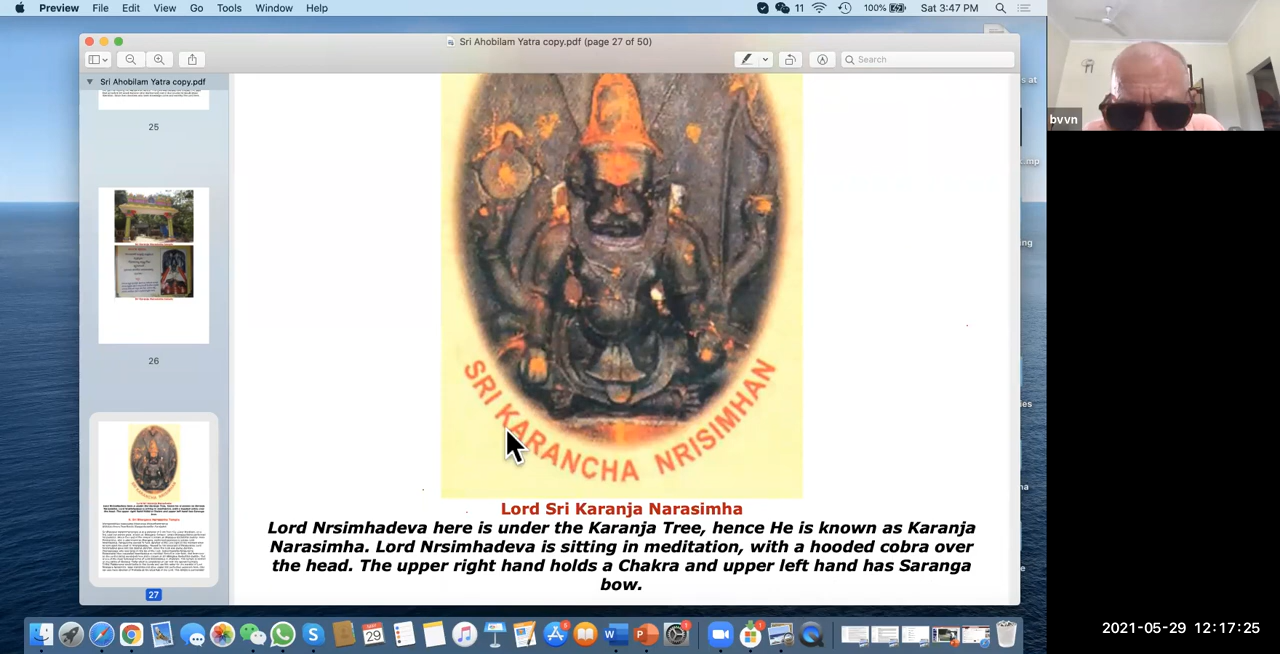 Preview File Edit View Go Tools Window Help
11 100% Sat 3:47 PM
Sri Ahobilam Yatra copy.pdf (page 27 of 50)
Search
Sri Ahobilam Yatra copy.pdf
25
26
27
SRI KARANCHA NRISIMHAN
Lord Sri Karanja Narasimha
Lord Nrsimhadeva here is under the Karanja Tree, hence He is known as Karanja
Narasimha. Lord Nrsimhadeva is sitting in meditation, with a hooded cobra over
the head. The upper right hand holds a Chakra and upper left hand has Saranga
bow.
bvvn
2021-05-29 12:17:25